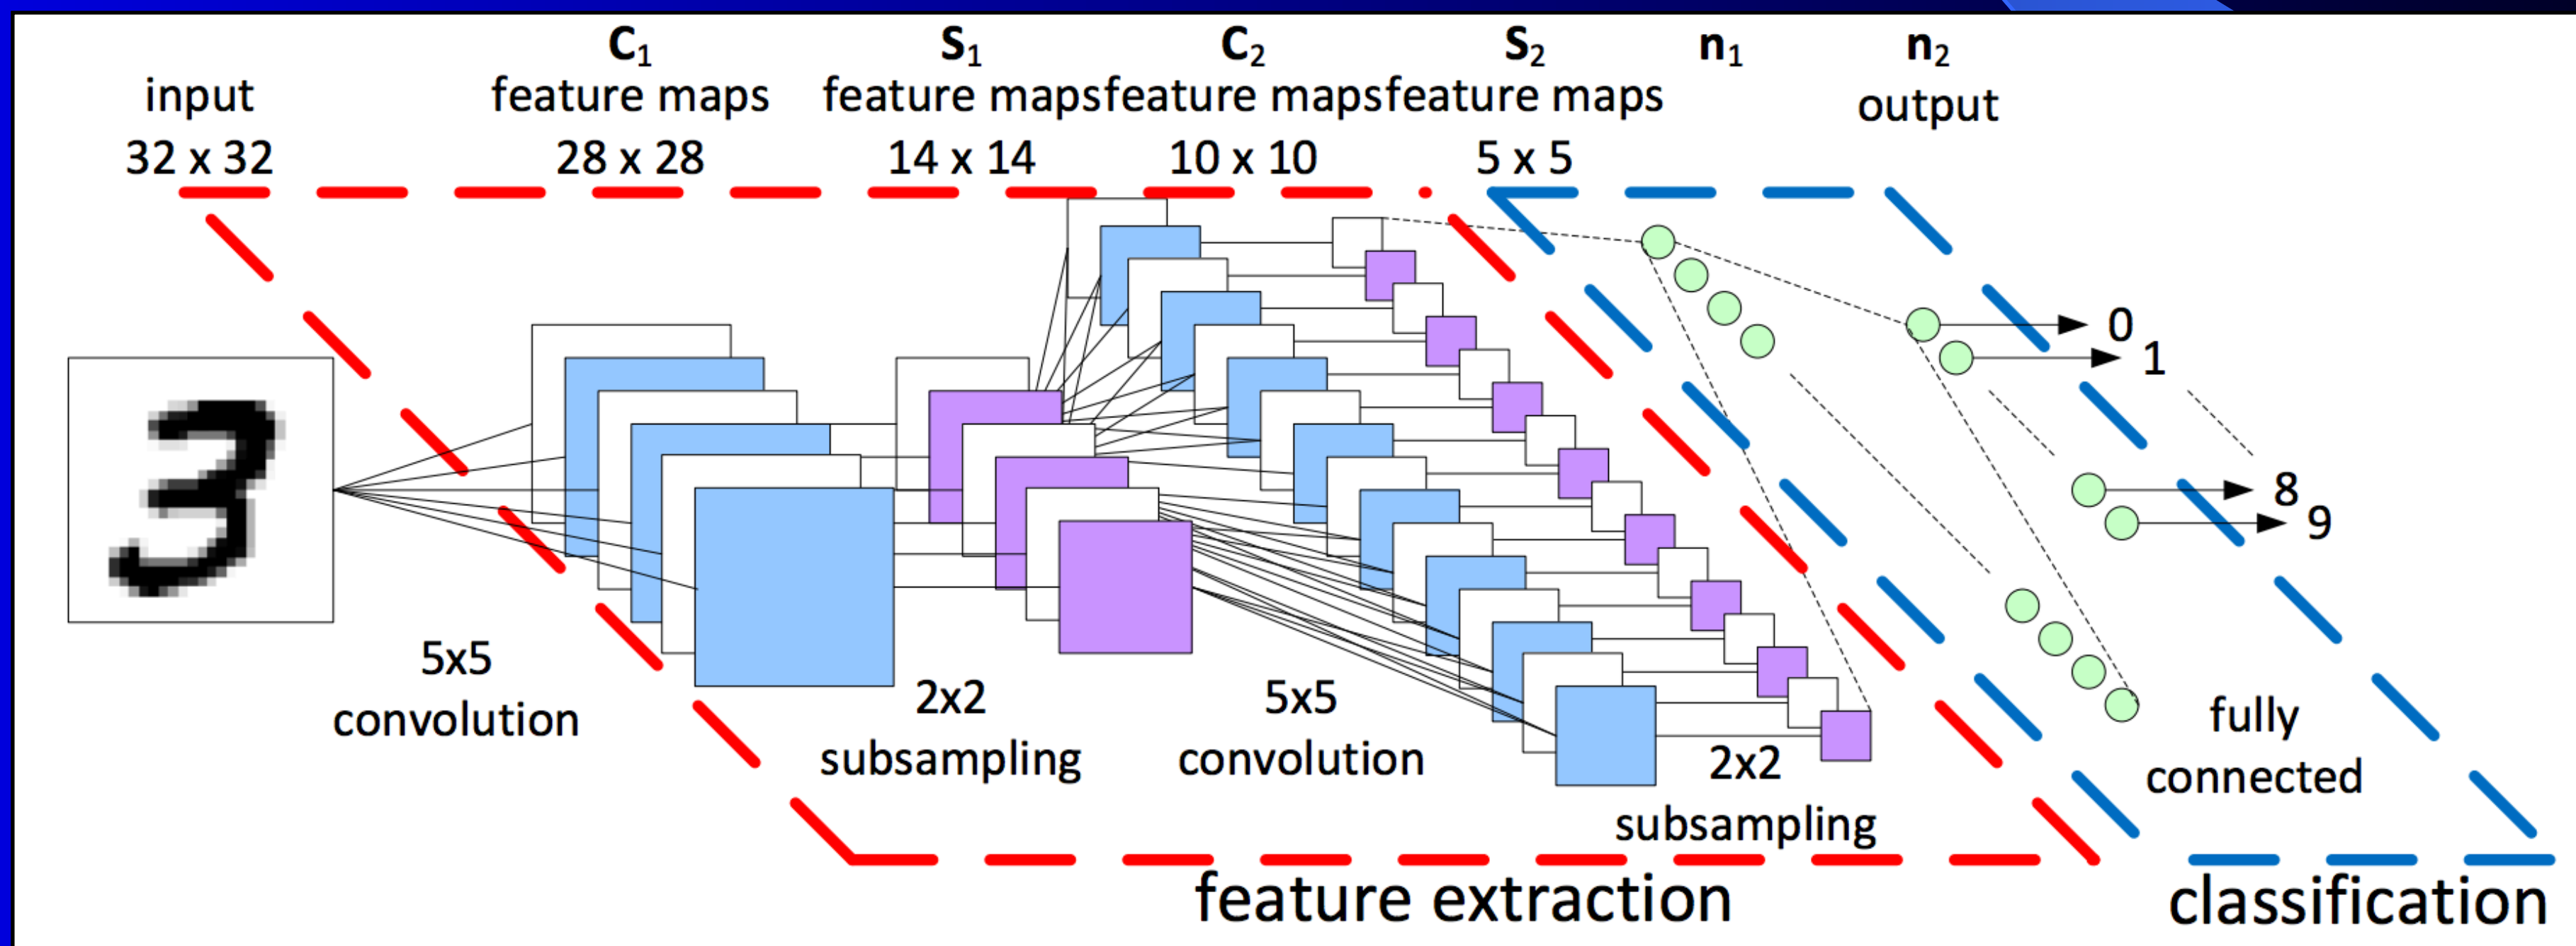 C1
S1
C2
S2
n1
n2
input
feature maps
feature maps
feature maps
feature maps
output
32 x 32
28 x 28
14 x 14
10 x 10
5 x 5
0
1
8
9
5x5
convolution
2x2
subsampling
5x5
convolution
2x2
subsampling
fully
connected
feature extraction
classification